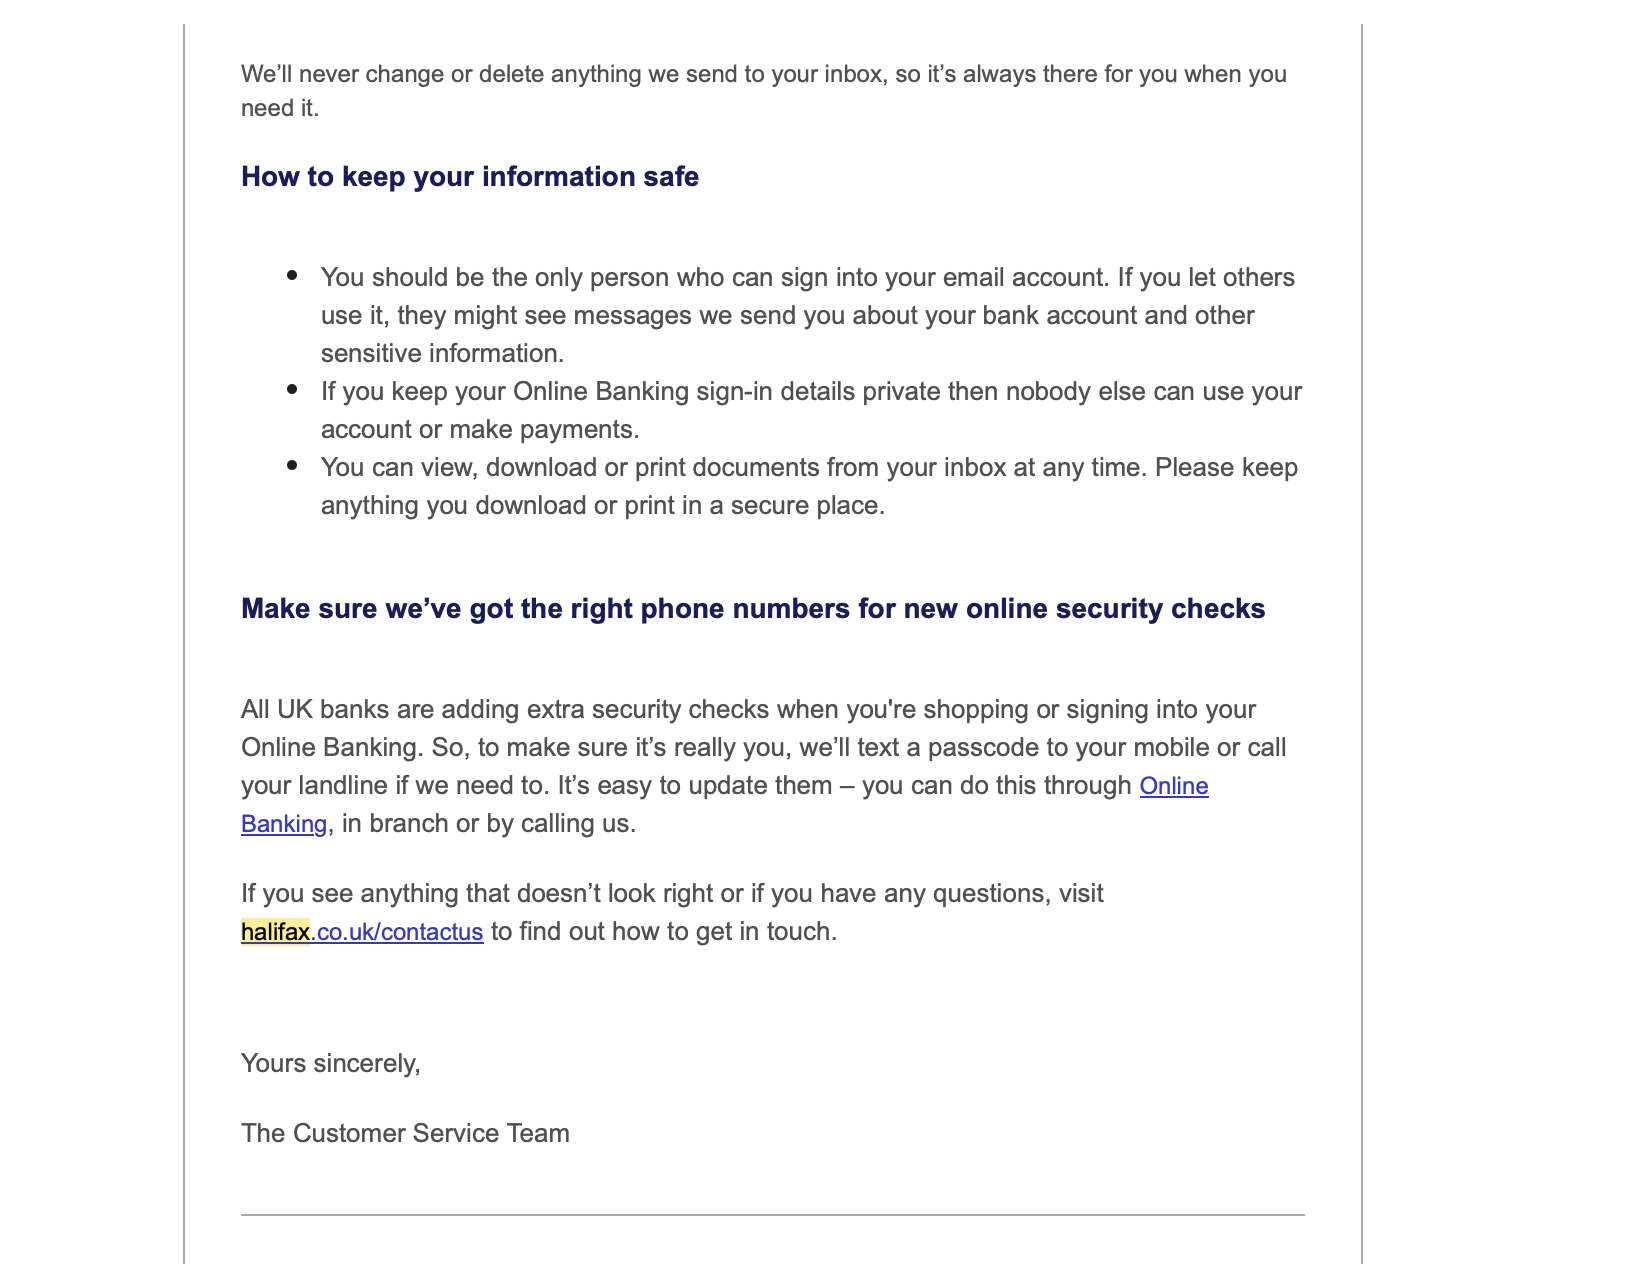 We’ll never change or delete anything we send to your inbox, so it’s always there for you when you
need it.
How to keep your information safe
• You should be the only person who can sign into your email account. If you let others
use it, they might see messages we send you about your bank account and other
sensitive information.
• If you keep your Online Banking sign-in details private then nobody else can use your
account or make payments.
• You can view, download or print documents from your inbox at any time. Please keep
anything you download or print in a secure place.
Make sure we’ve got the right phone numbers for new online security checks
All UK banks are adding extra security checks when you're shopping or signing into your
Online Banking. So, to make sure it’s really you, we’ll text a passcode to your mobile or call
your landline if we need to. It’s easy to update them – you can do this through Online
Banking, in branch or by calling us.
If you see anything that doesn’t look right or if you have any questions, visit
halifax.co.uk/contactus to find out how to get in touch.
Yours sincerely,
The Customer Service Team